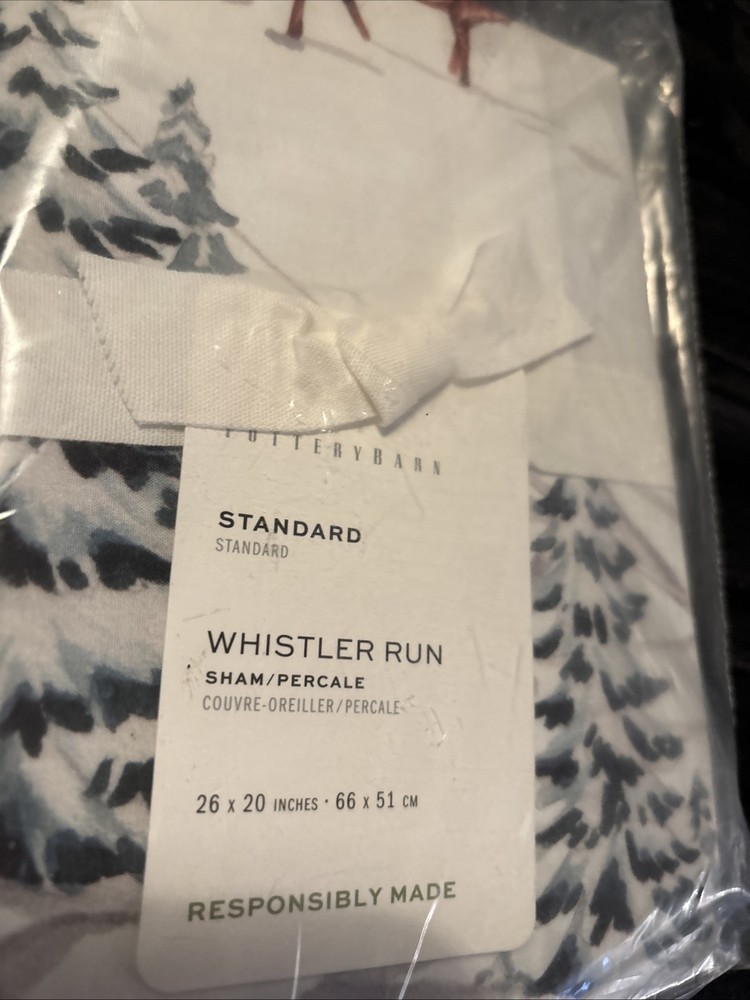 POTTERYBARN
STANDARD
STANDARD
WHISTLER RUN
SHAM/PERCALE
COUVRE-OREILLER/PERCALE
26 x 20 INCHES · 66 x 51 CM
RESPONSIBLY MADE